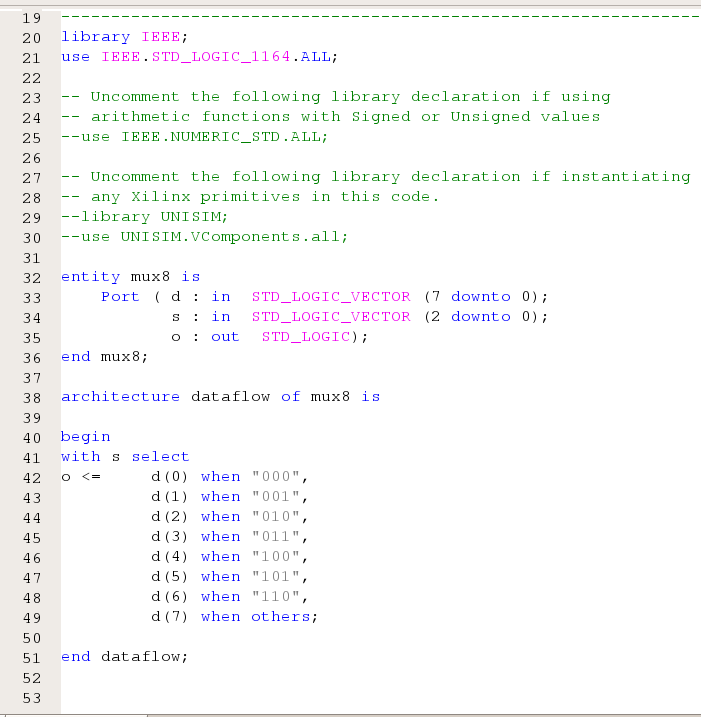 19 ----------------------------------------------------------------
20 library IEEE;
21 use IEEE.STD_LOGIC_1164.ALL;
22
23 -- Uncomment the following library declaration if using
24 -- arithmetic functions with Signed or Unsigned values
25 --use IEEE.NUMERIC_STD.ALL;
26
27 -- Uncomment the following library declaration if instantiating
28 -- any Xilinx primitives in this code.
29 --library UNISIM;
30 --use UNISIM.VComponents.all;
31
32 entity mux8 is
33     Port ( d : in  STD_LOGIC_VECTOR (7 downto 0);
34            s : in  STD_LOGIC_VECTOR (2 downto 0);
35            o : out  STD_LOGIC);
36 end mux8;
37
38 architecture dataflow of mux8 is
39
40 begin
41 with s select
42 o <=     d(0) when "000",
43          d(1) when "001",
44          d(2) when "010",
45          d(3) when "011",
46          d(4) when "100",
47          d(5) when "101",
48          d(6) when "110",
49          d(7) when others;
50
51 end dataflow;
52
53